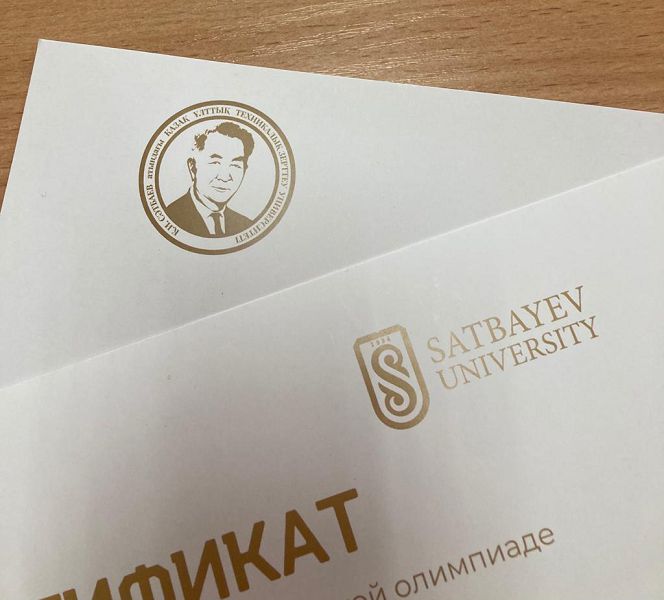 Қ.И. СӘТБАЕВ атындағы ҚАЗАҚ ҰЛТТЫҚ ТЕХНИКАЛЫҚ ЗЕРТТЕУ УНИВЕРСИТЕТІ
1934
SATBAYEV
UNIVERSITY
ТИФИКАТ
ой олимпиаде